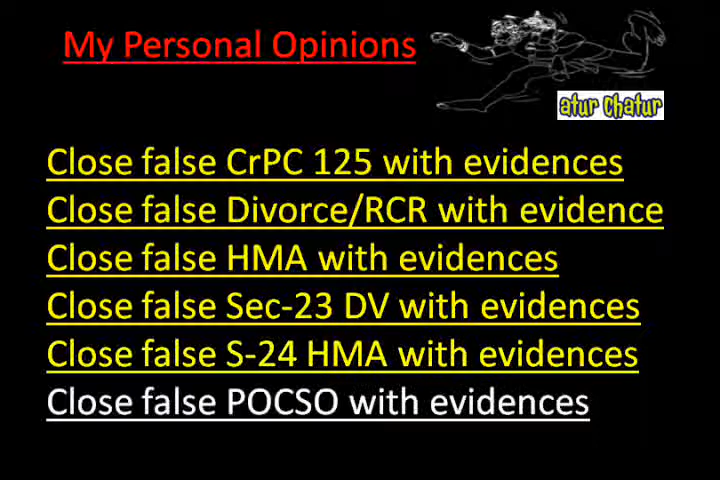 My Personal Opinions
atur chatur
Close false CrPC 125 with evidences
Close false Divorce/RCR with evidence
Close false HMA with evidences
Close false Sec-23 DV with evidences
Close false S-24 HMA with evidences
Close false POCSO with evidences